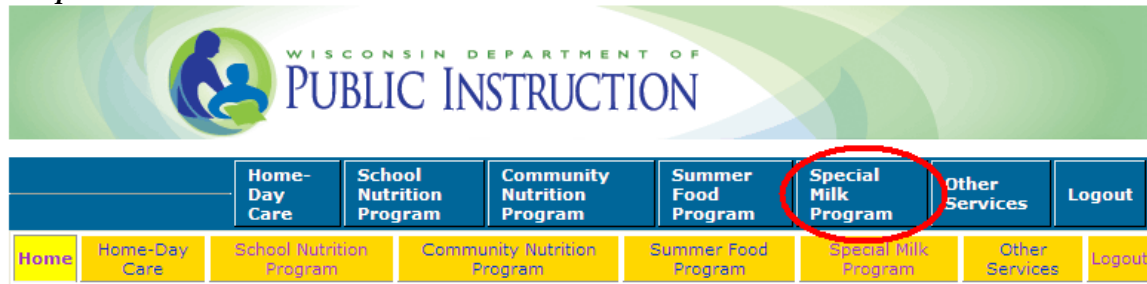 WISCONSIN DEPARTMENT OF
PUBLIC INSTRUCTION
Home-
Day
Care
School
Nutrition
Program
Community
Nutrition
Program
Summer
Food
Program
Special
Milk
Program
Other
Services
Logout
Home
Home-Day
Care
School Nutrition
Program
Community Nutrition
Program
Summer Food
Program
Special Milk
Program
Other
Services
Logout